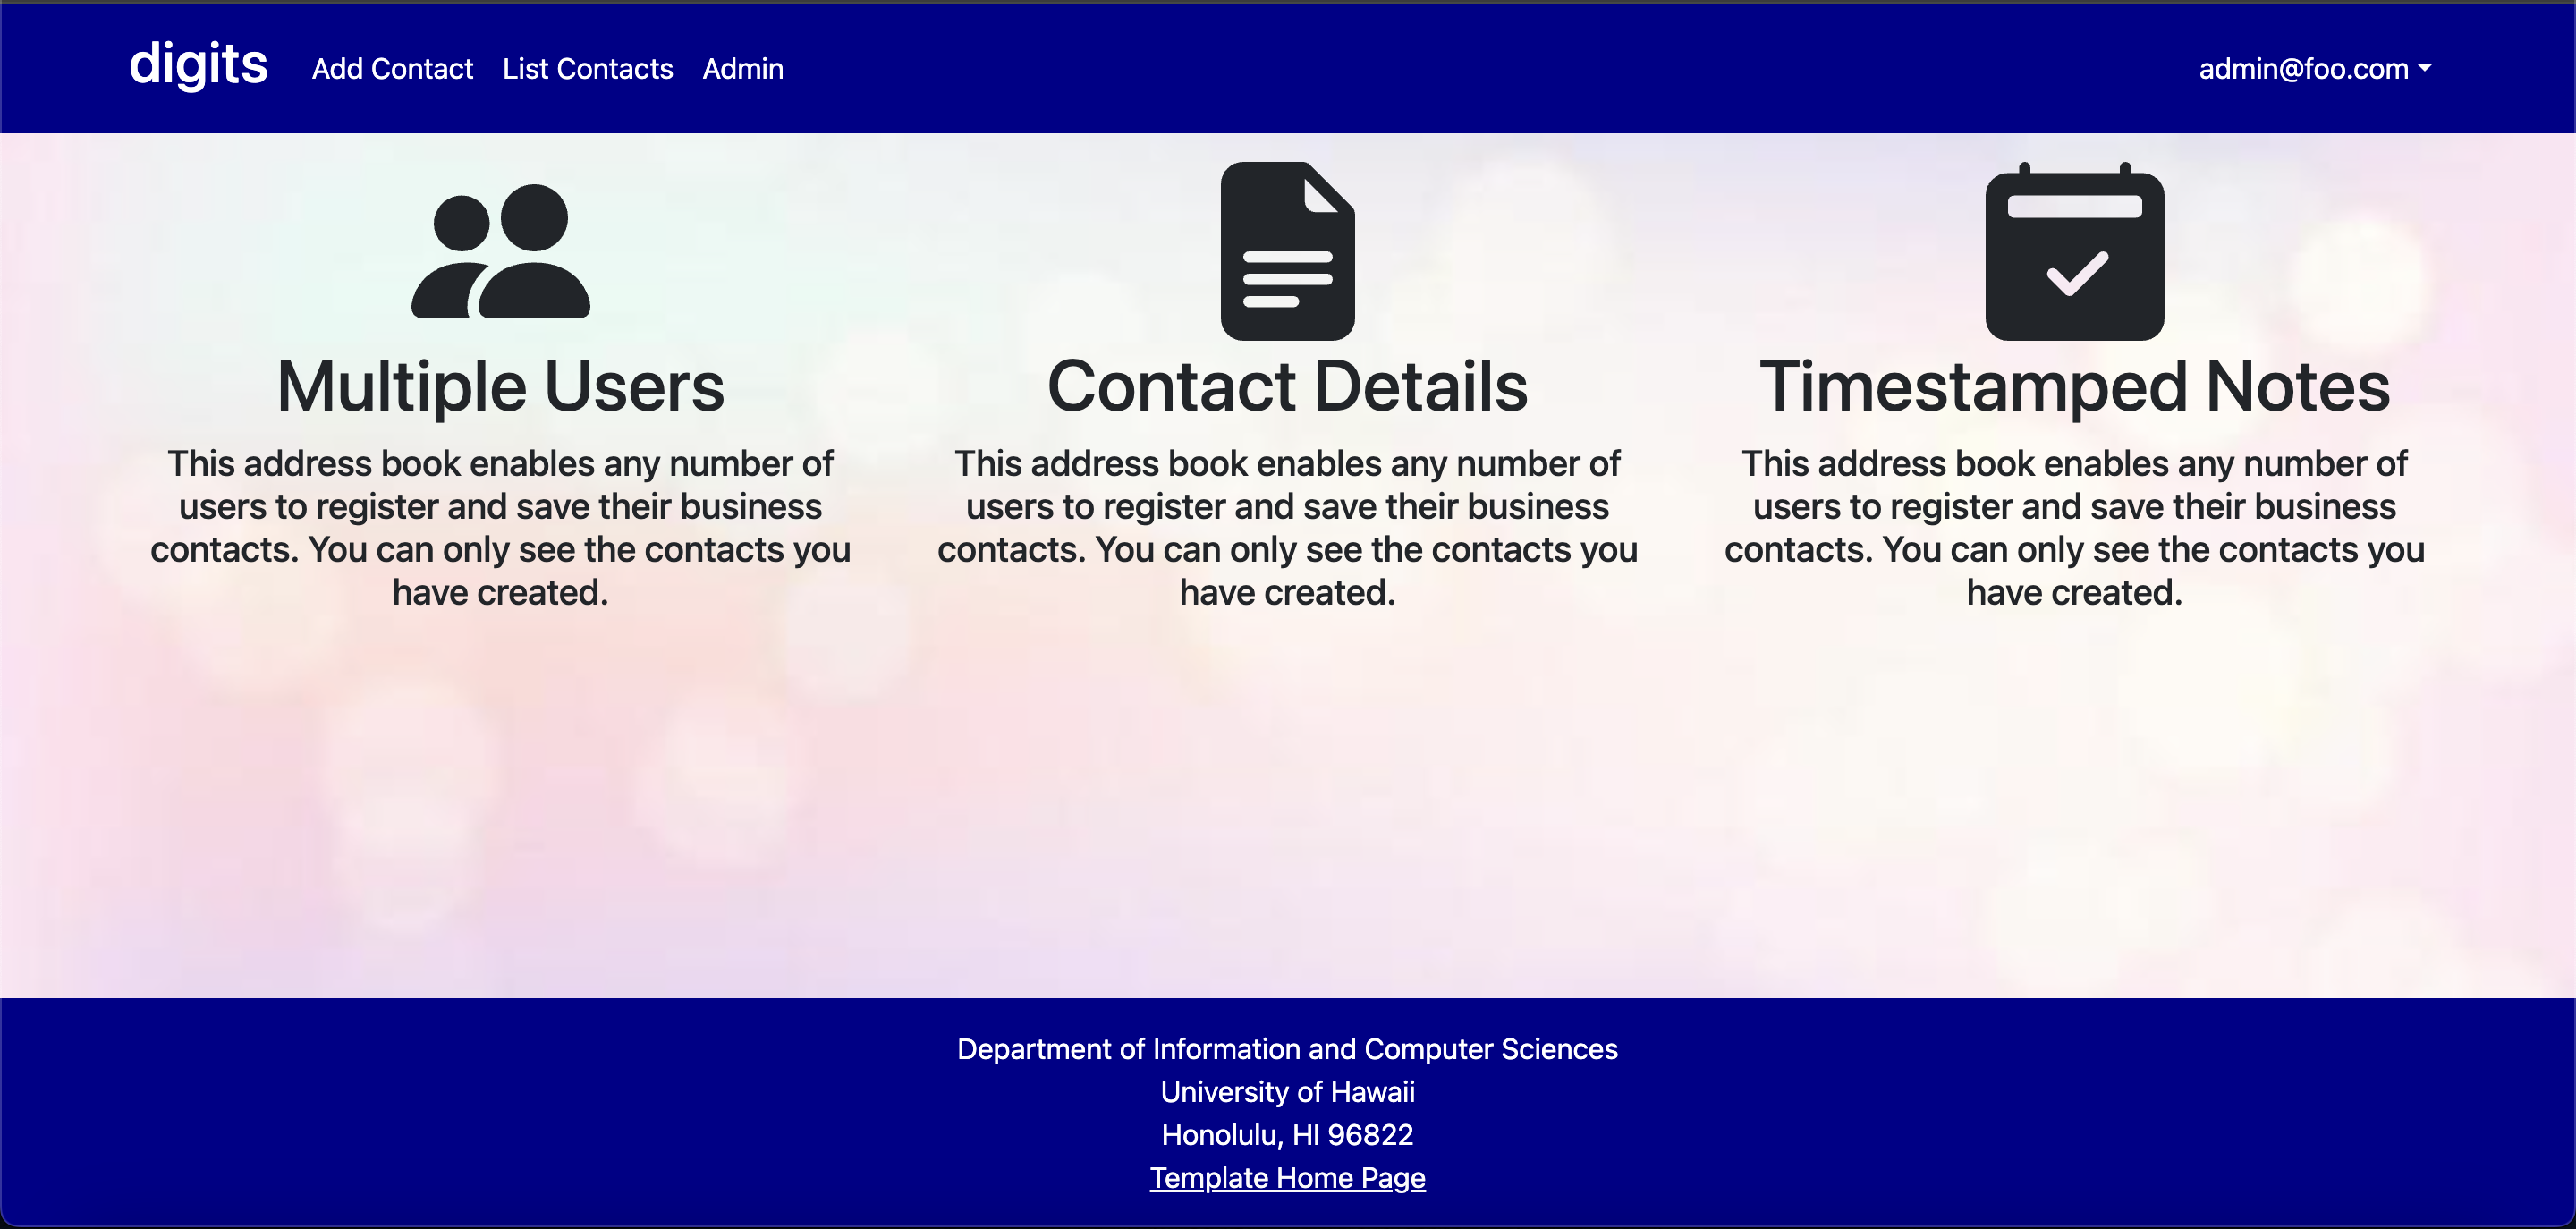 digits
Add Contact
List Contacts
Admin
admin@foo.com
Multiple Users
This address book enables any number of
users to register and save their business
contacts. You can only see the contacts you
have created.
Contact Details
This address book enables any number of
users to register and save their business
contacts. You can only see the contacts you
have created.
Timestamped Notes
This address book enables any number of
users to register and save their business
contacts. You can only see the contacts you
have created.
Department of Information and Computer Sciences
University of Hawaii
Honolulu, HI 96822
Template Home Page